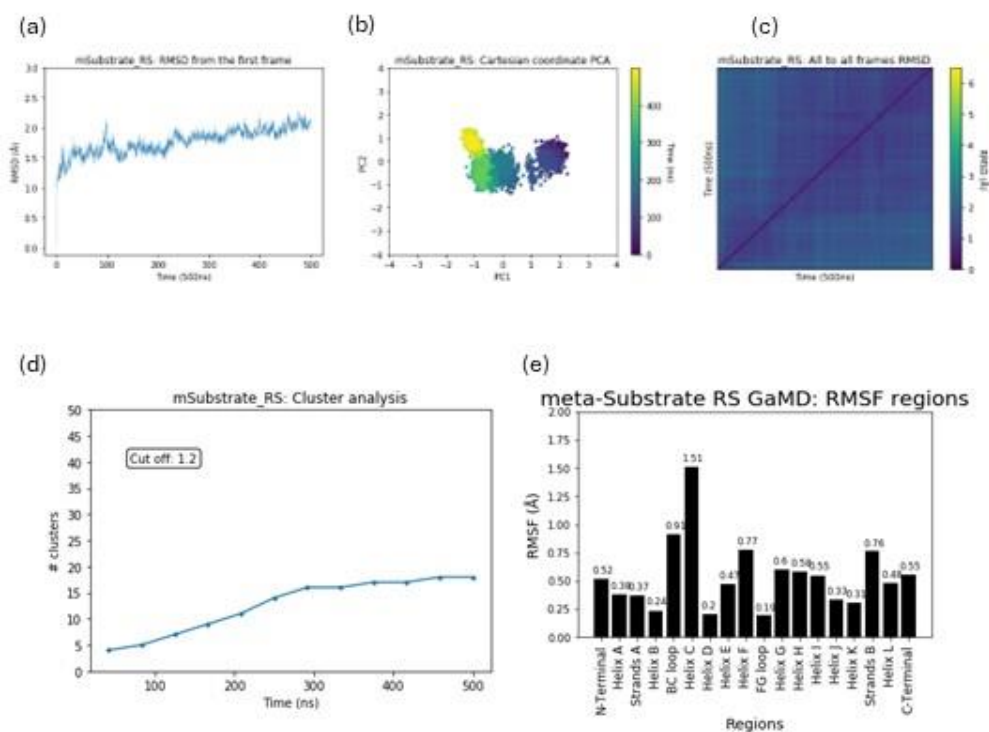 (a)
mSubstrate_RS: RMSD from the first frame
3.0
2.5
2.0
1.5
1.0
0.5
0.0
RMSD (Å)
0 100 200 300 400 500
Time (500ns)
(b)
mSubstrate_RS: Cartesian coordinate PCA
4
3
2
1
0
−1
−2
−3
−4
PC2
−4 −3 −2 −1 0 1 2 3 4
PC1
400
300
200
100
0
Time (ns)
(c)
mSubstrate_RS: All to all frames RMSD
Time (500ns)
Time (500ns)
6
5
4
3
2
1
0
RMSD (Å)
(d)
mSubstrate_RS: Cluster analysis
50
45
40
35
30
25
20
15
10
5
0
# clusters
Cut off: 1.2
100 200 300 400 500
Time (ns)
(e)
meta-Substrate RS GaMD: RMSF regions
2.00
1.75
1.50
1.25
1.00
0.75
0.50
0.25
0.00
RMSF (Å)
0.52
0.37
0.24
0.91
1.51
0.2
0.47
0.77
0.19
0.6
0.58
0.55
0.33
0.31
0.76
0.48
0.55
N-Terminal
Helix A
Strands A
Helix B
BC loop
Helix C
Helix D
Helix E
Helix F
FG loop
Helix G
Helix H
Helix I
Helix J
Helix K
Strands B
Helix L
C-Terminal
Regions